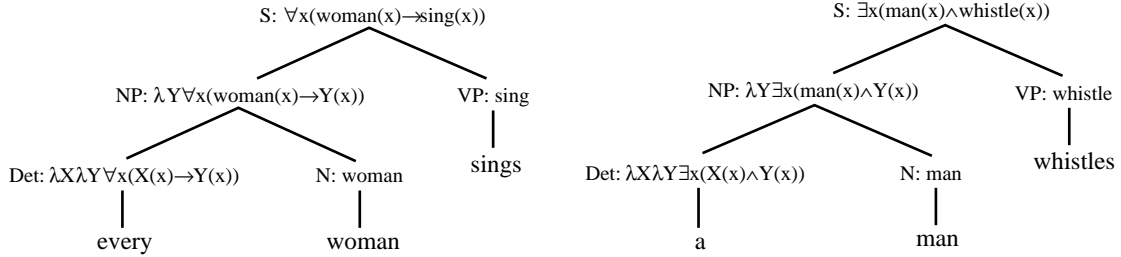 S: ∀x(woman(x)→sing(x))
NP: λY∀x(woman(x)→Y(x))
VP: sing
sings
Det: λXλY∀x(X(x)→Y(x))
N: woman
every
woman
S: ∃x(man(x)∧whistle(x))
NP: λY∃x(man(x)∧Y(x))
VP: whistle
whistles
Det: λXλY∃x(X(x)∧Y(x))
N: man
a
man